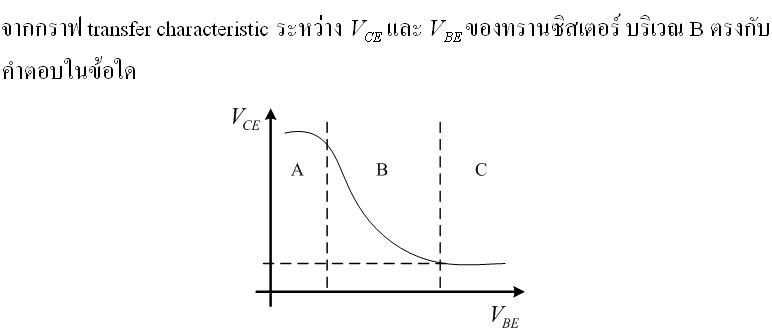 จากกราฟ transfer characteristic ระหว่าง V_CE และ V_BE ของทรานซิสเตอร์ บริเวณ B ตรงกับ
คำตอบในข้อใด
V_CE
A B C
V_BE